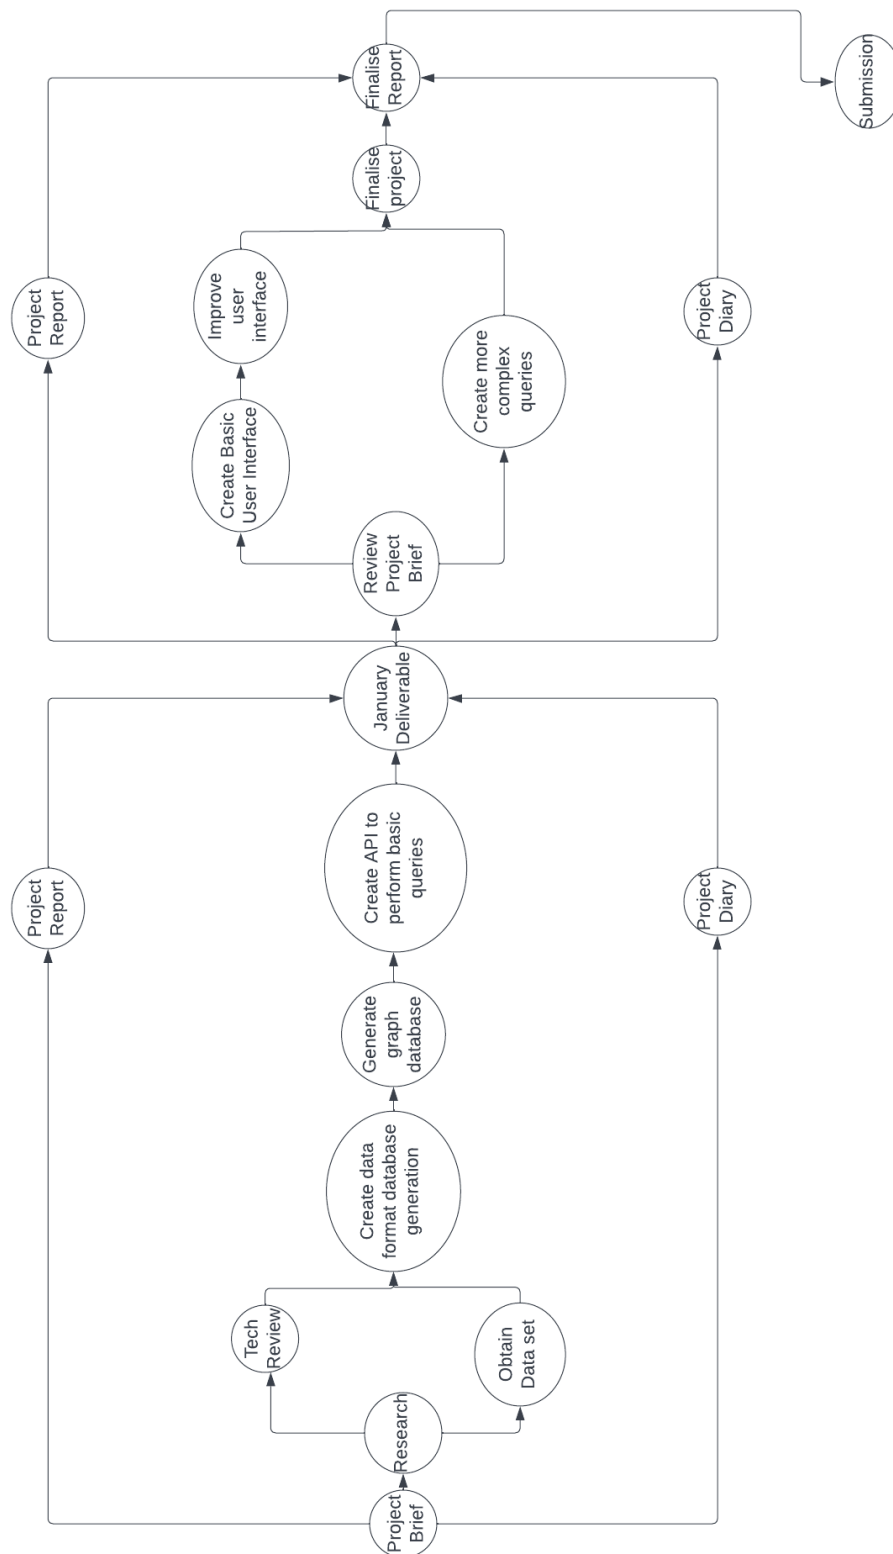 Project
Brief
Research
Tech
Review
Obtain
Data set
Create data
format database
generation
Generate
graph
database
Create API to
perform basic
queries
Project
Report
Project
Diary
January
Deliverable
Review
Project
Brief
Create Basic
User Interface
Improve
user
interface
Create more
complex
queries
Project
Report
Project
Diary
Finalise
project
Finalise
Report
Submission